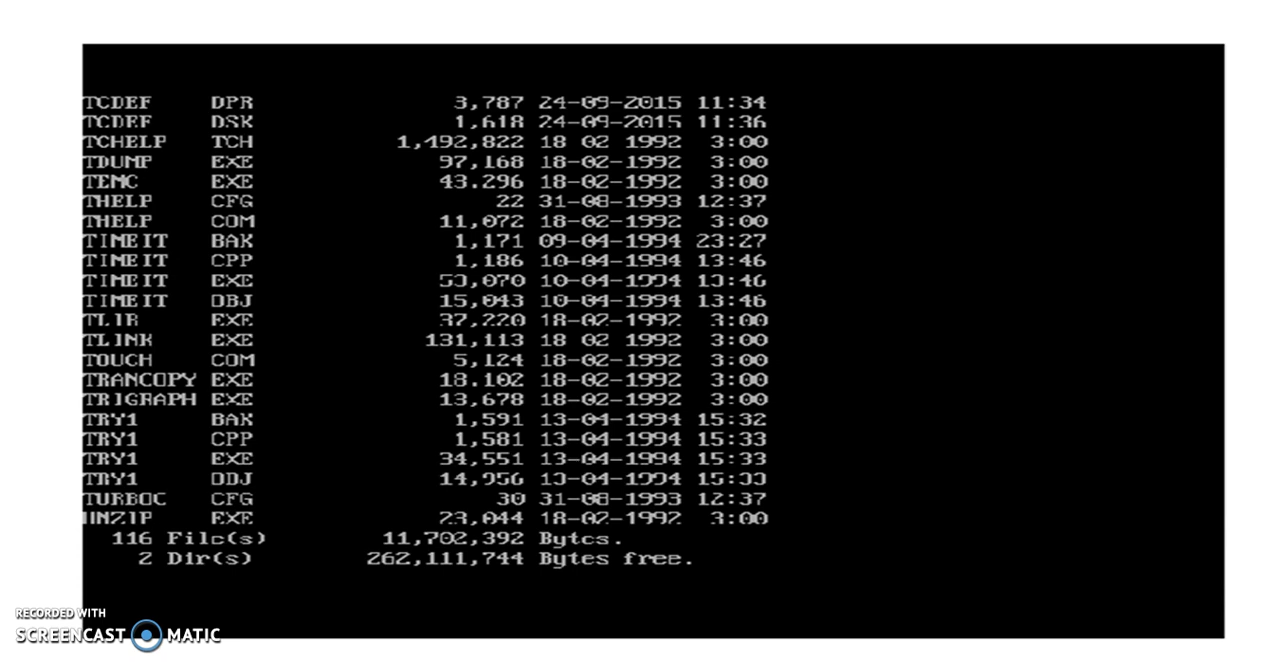 TCDEF DPR 3,787 24-09-2015 11:34
TCDEF DSK 1,618 24-09-2015 11:36
TCHELP TCH 1,492,822 18 02 1992 3:00
TDUMP EXE 97,168 18-02-1992 3:00
TEMC EXE 43.296 18-02-1992 3:00
THELP CFG 22 31-08-1993 12:37
THELP COM 11,072 18-02-1992 3:00
TIMEIT BAK 1,171 09-04-1994 23:27
TIMEIT CPP 1,186 10-04-1994 13:46
TIMEIT EXE 53,070 10-04-1994 13:46
TIMEIT OBJ 15,043 10-04-1994 13:46
TLIB EXE 37,220 18-02-1992 3:00
TLINK EXE 131,113 18 02 1992 3:00
TOUCH COM 5,124 18-02-1992 3:00
TRANCOPY EXE 18.102 18-02-1992 3:00
TRIGRAPH EXE 13,678 18-02-1992 3:00
TRY1 BAK 1,591 13-04-1994 15:32
TRY1 CPP 1,581 13-04-1994 15:33
TRY1 EXE 34,551 13-04-1994 15:33
TRY1 OBJ 14,956 13-04-1994 15:33
TURBOC CFG 30 31-08-1993 12:37
UNZIP EXE 23,044 18-02-1992 3:00
116 File(s) 11,702,392 Bytes.
2 Dir(s) 262,111,744 Bytes free.
RECORDED WITH
SCREENCAST MATIC